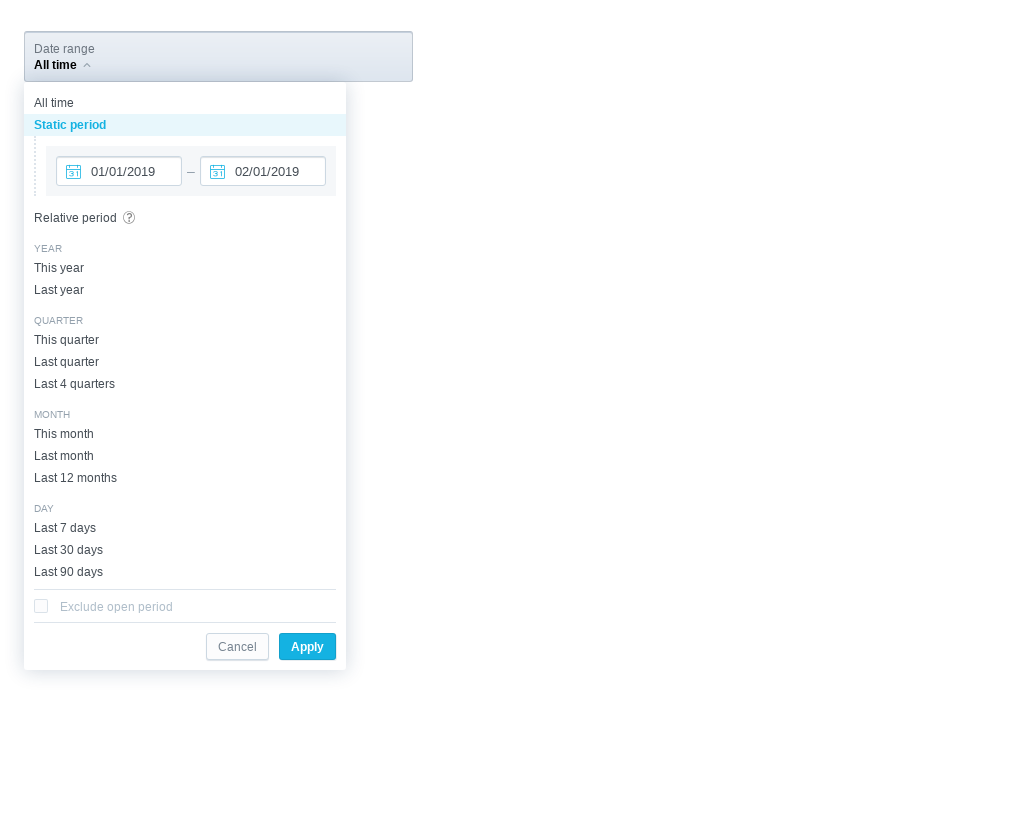 Date range
All time
All time
Static period
31 01/01/2019 – 31 02/01/2019
Relative period ?
YEAR
This year
Last year
QUARTER
This quarter
Last quarter
Last 4 quarters
MONTH
This month
Last month
Last 12 months
DAY
Last 7 days
Last 30 days
Last 90 days
Exclude open period
Cancel Apply